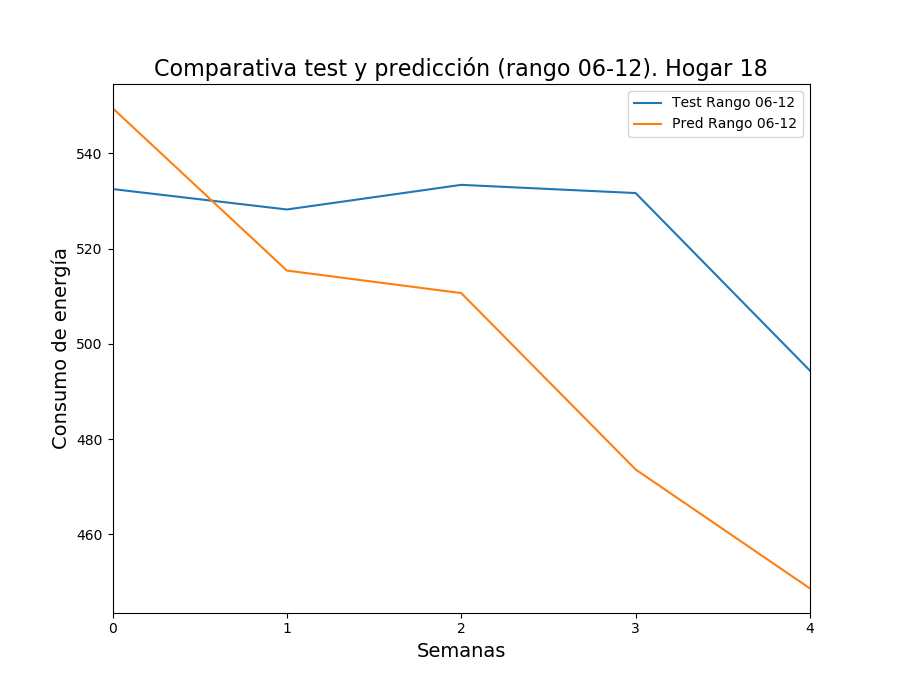 Comparativa test y predicción (rango 06-12). Hogar 18
Test Rango 06-12
Pred Rango 06-12
540
520
500
480
460
Consumo de energía
0 1 2 3 4
Semanas